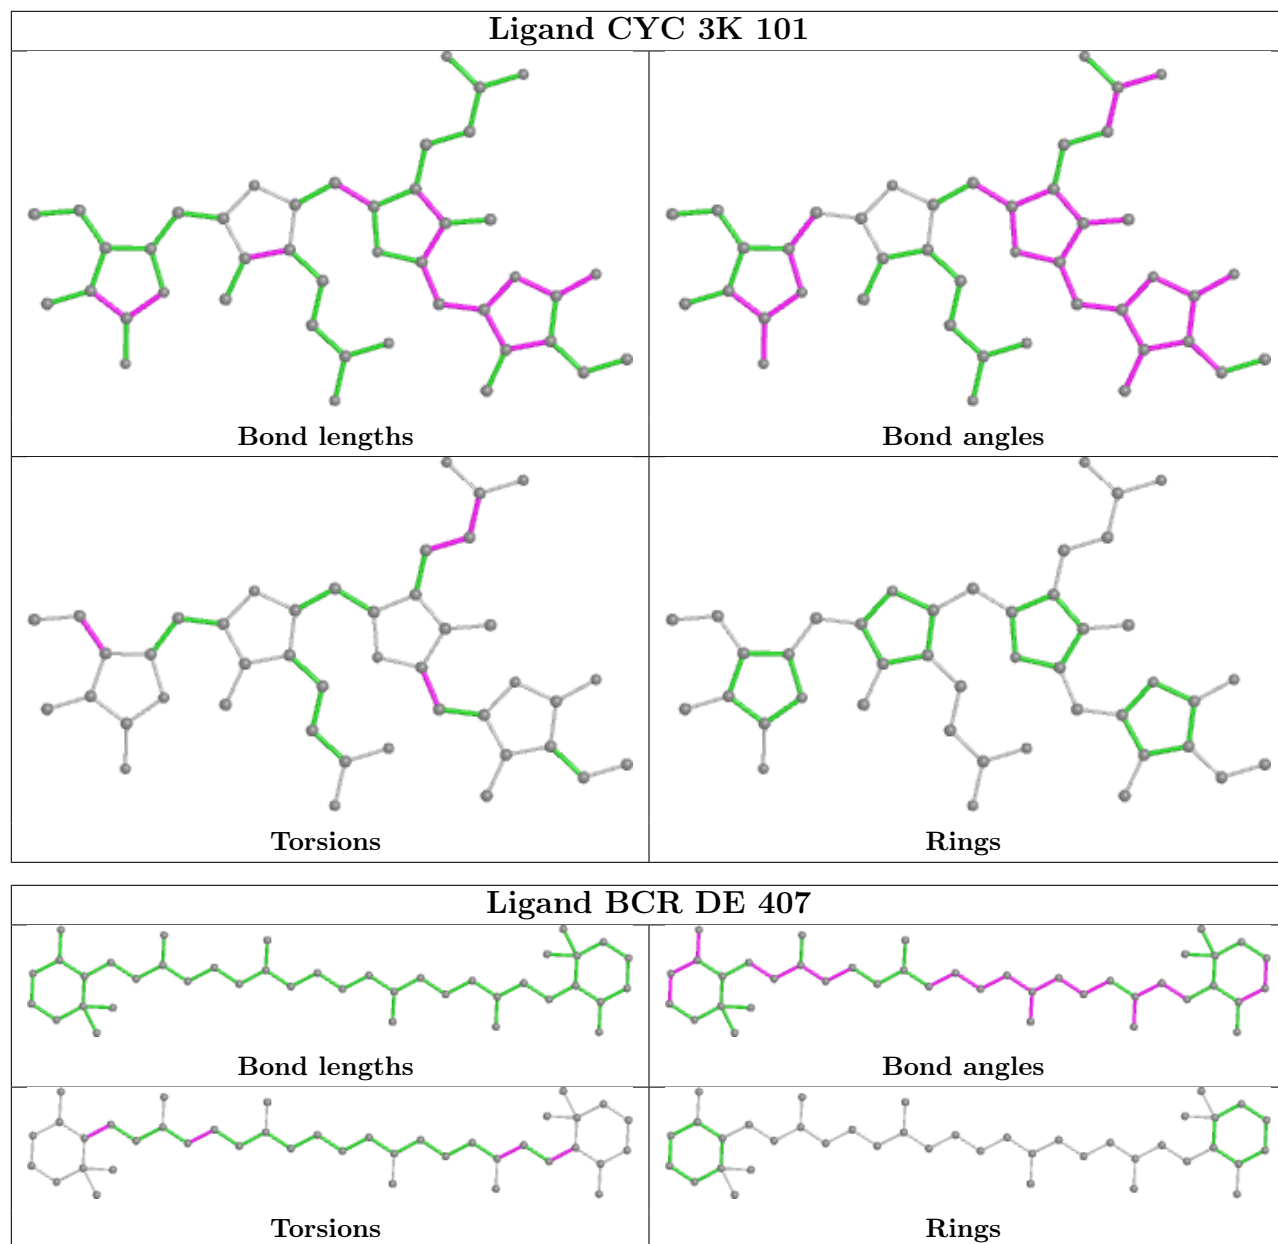 Ligand CYC 3K 101
Bond lengths
Bond angles
Torsions
Rings
Ligand BCR DE 407
Bond lengths
Bond angles
Torsions
Rings